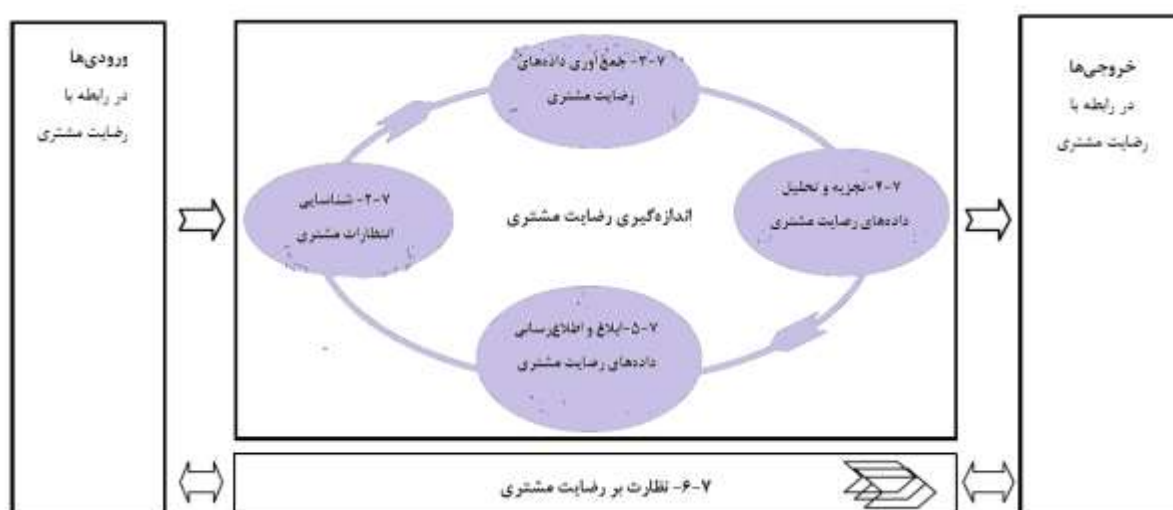 ورودی‌ها
در رابطه با
رضایت مشتری
۷-۳- جمع‌آوری داده‌های
رضایت مشتری
۷-۲- شناسایی
انتظارات مشتری
اندازه‌گیری رضایت مشتری
۷-۴- تجزیه و تحلیل
داده‌های رضایت مشتری
۷-۵- ابلاغ و اطلاع‌رسانی
داده‌های رضایت مشتری
خروجی‌ها
در رابطه با
رضایت مشتری
۷-۶- نظارت بر رضایت مشتری